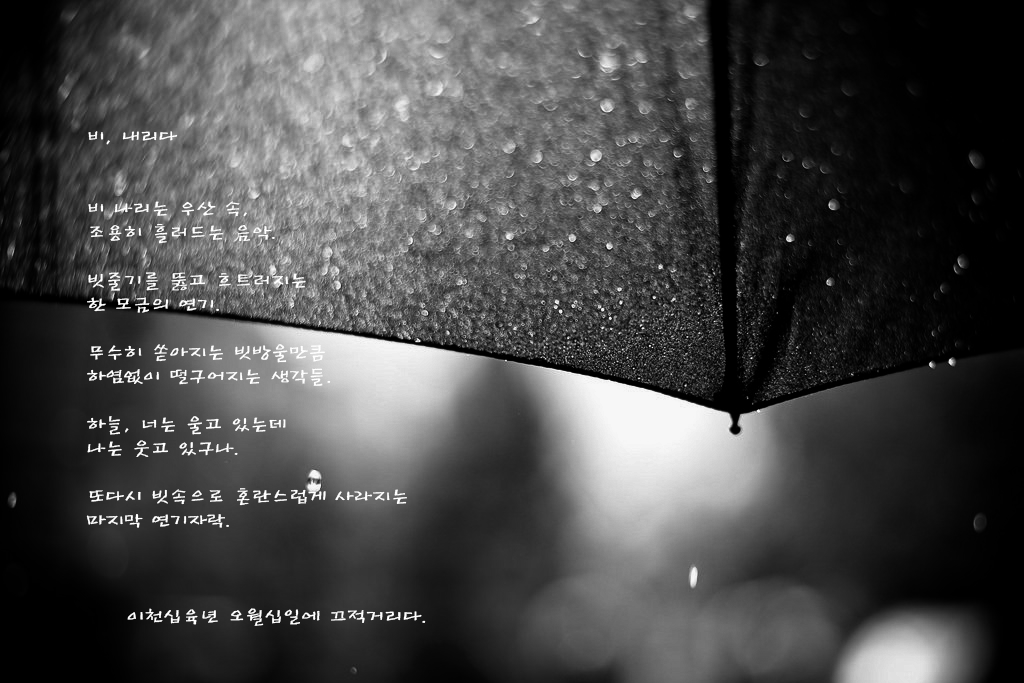 비, 내리다
비 나리는 우산 속,
조용히 흘러드는 음악.
빗줄기를 뚫고 흐트러지는
한 모금의 연기.
무수히 쏟아지는 빗방울만큼
하염없이 떨구어지는 생각들.
하늘, 너는 울고 있는데
나는 웃고 있구나.
또다시 빗속으로 혼란스럽게 사라지는
마지막 연기자락.
이천십육년 오월십일에 끄적거리다.